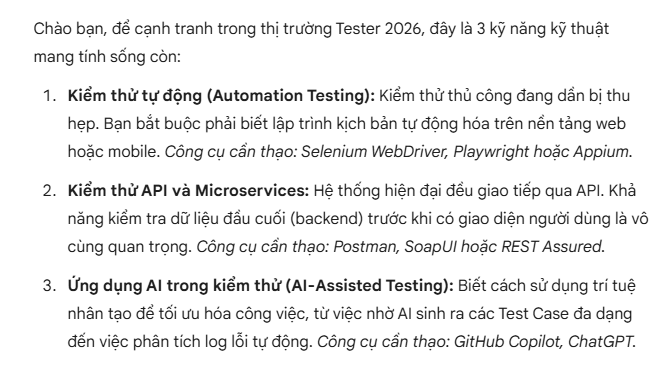 Chào bạn, để cạnh tranh trong thị trường Tester 2026, đây là 3 kỹ năng kỹ thuật
mang tính sống còn:
1. Kiểm thử tự động (Automation Testing): Kiểm thử thủ công đang dần bị thu
hẹp. Bạn bắt buộc phải biết lập trình kịch bản tự động hóa trên nền tảng web
hoặc mobile. Công cụ cần thạo: Selenium WebDriver, Playwright hoặc Appium.
2. Kiểm thử API và Microservices: Hệ thống hiện đại đều giao tiếp qua API. Khả
năng kiểm tra dữ liệu đầu cuối (backend) trước khi có giao diện người dùng là vô
cùng quan trọng. Công cụ cần thạo: Postman, SoapUI hoặc REST Assured.
3. Ứng dụng AI trong kiểm thử (AI-Assisted Testing): Biết cách sử dụng trí tuệ
nhân tạo để tối ưu hóa công việc, từ việc nhờ AI sinh ra các Test Case đa dạng
đến việc phân tích log lỗi tự động. Công cụ cần thạo: GitHub Copilot, ChatGPT.